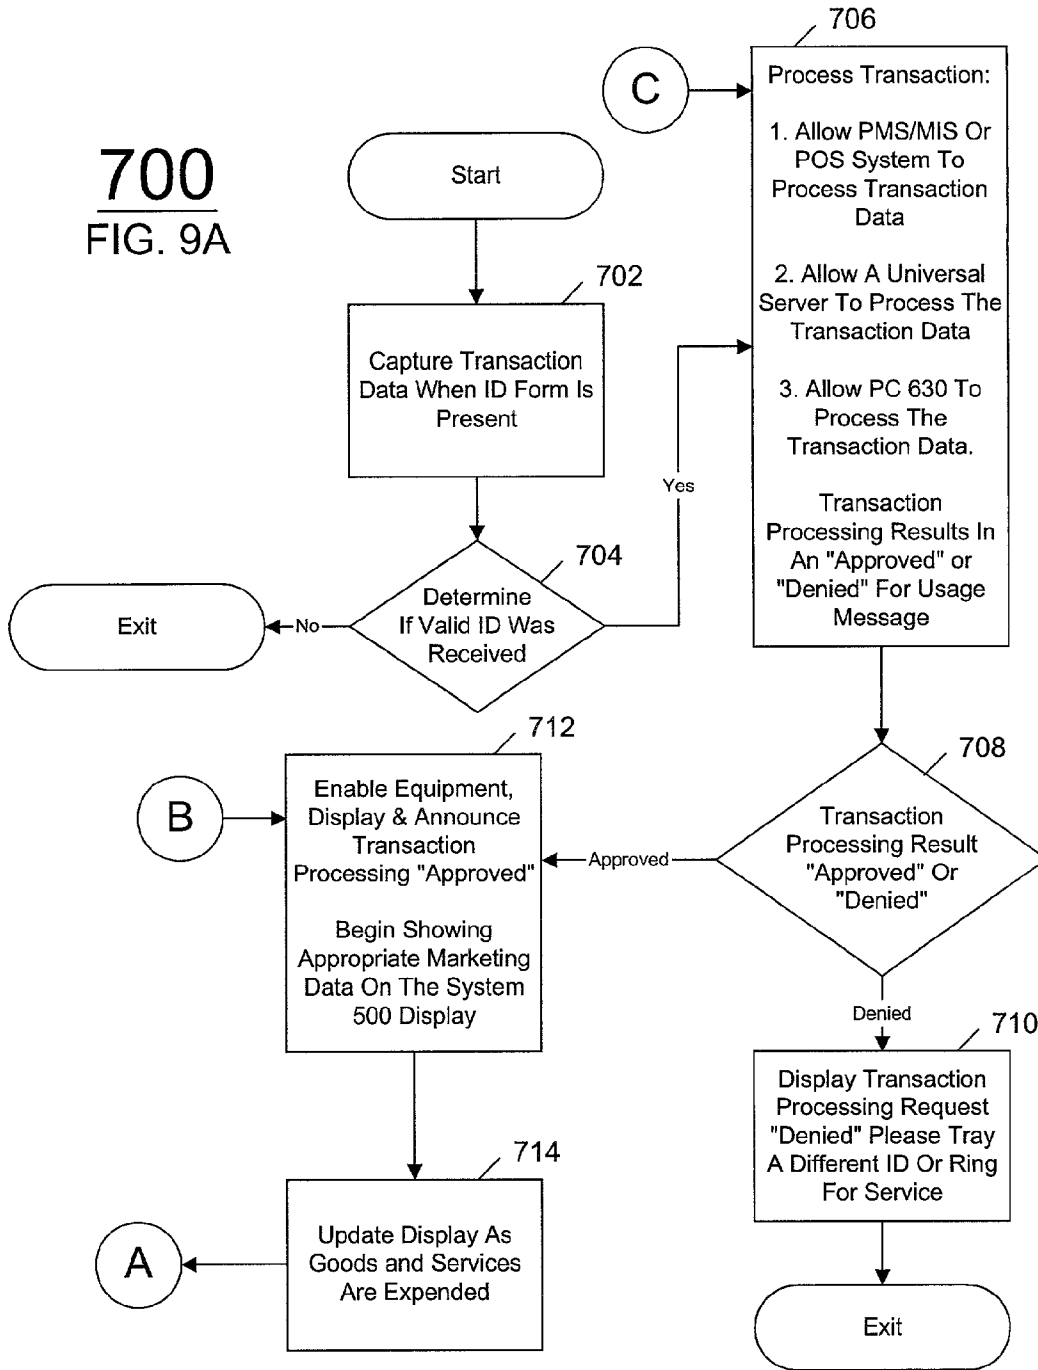 700
FIG. 9A
Start
702
Capture Transaction
Data When ID Form Is
Present
704
Determine
If Valid ID Was
Received
No
Exit
Yes
C
706
Process Transaction:
1. Allow PMS/MIS Or
POS System To
Process Transaction
Data
2. Allow A Universal
Server To Process The
Transaction Data
3. Allow PC 630 To
Process The
Transaction Data.
Transaction
Processing Results In
An "Approved" or
"Denied" For Usage
Message
708
Transaction
Processing Result
"Approved" Or
"Denied"
Approved
Denied
710
Display Transaction
Processing Request
"Denied" Please Tray
A Different ID Or Ring
For Service
Exit
B
712
Enable Equipment,
Display & Announce
Transaction
Processing "Approved"
Begin Showing
Appropriate Marketing
Data On The System
500 Display
714
Update Display As
Goods and Services
Are Expended
A